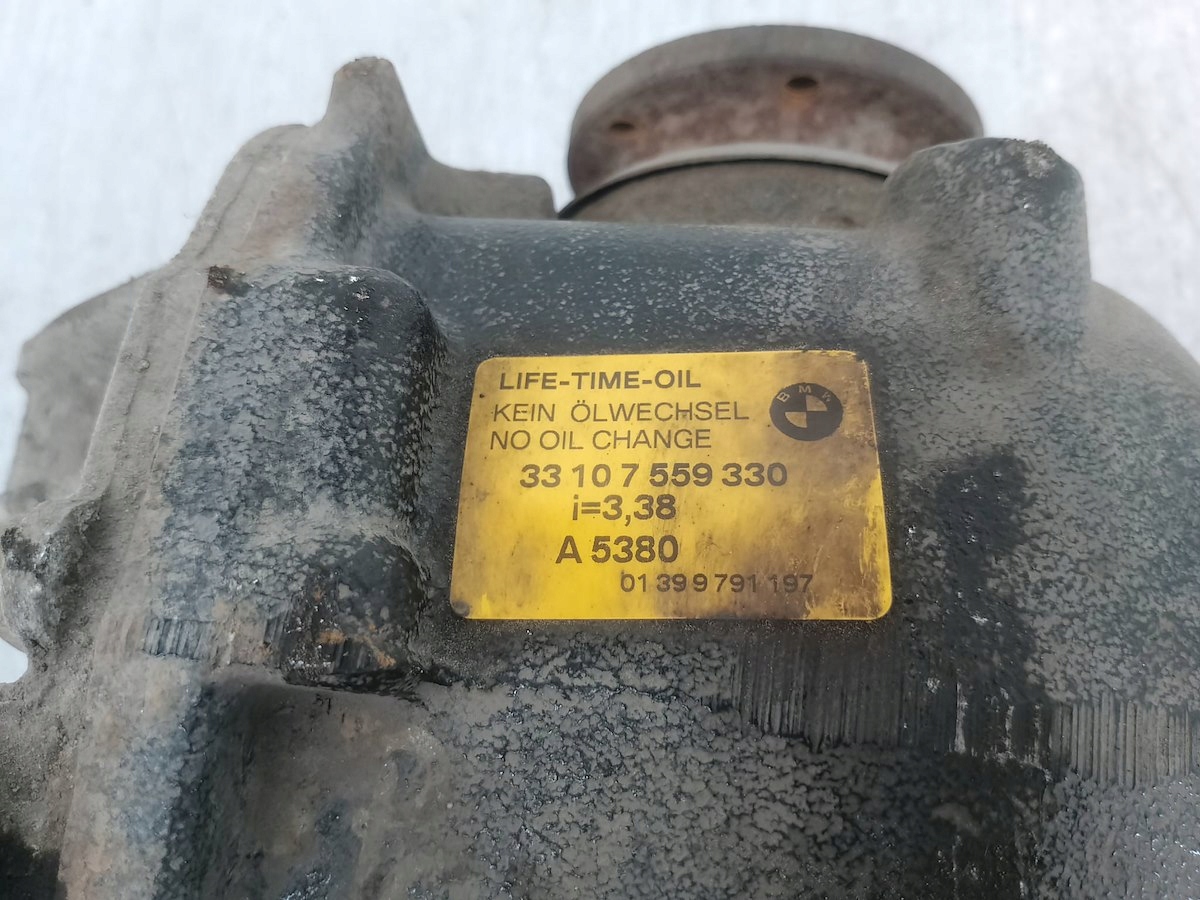 LIFE-TIME-OIL
BMW
KEIN ÖLWECHSEL
NO OIL CHANGE
33 10 7 559 330
i=3,38
A 5380
01 39 9 791 197